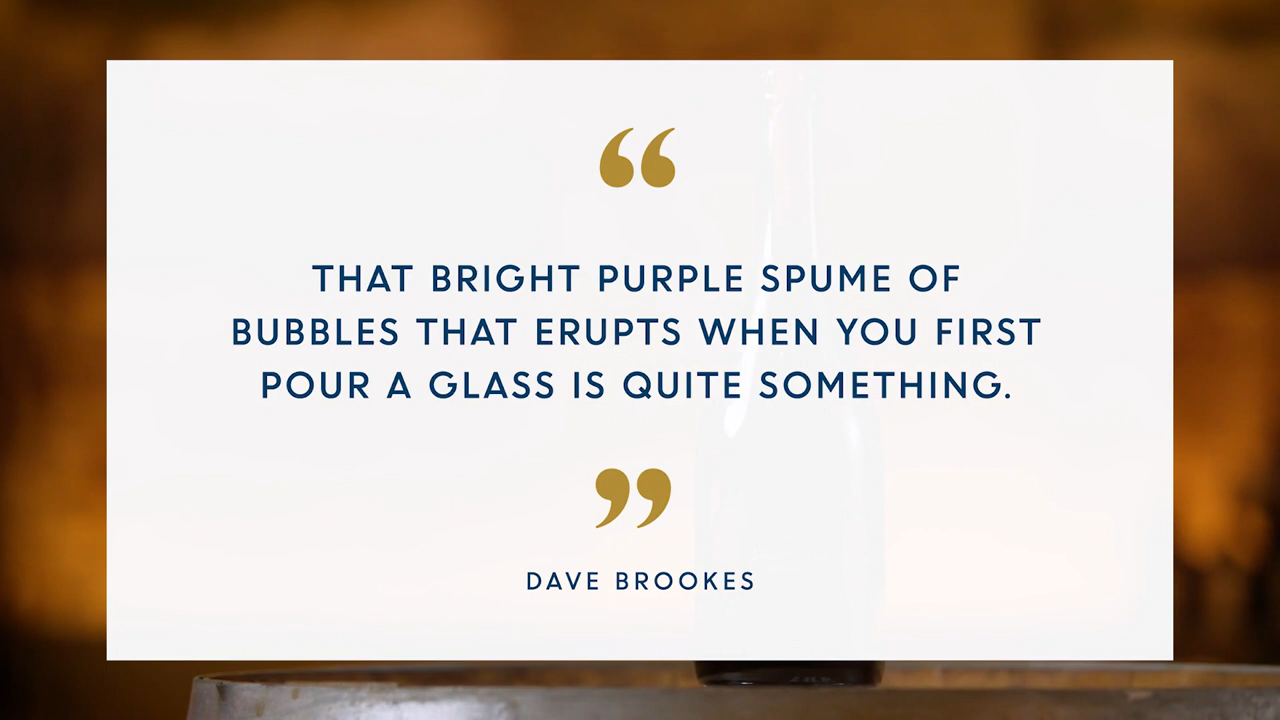 “
THAT BRIGHT PURPLE SPUME OF
BUBBLES THAT ERUPTS WHEN YOU FIRST
POUR A GLASS IS QUITE SOMETHING.
”
DAVE BROOKES